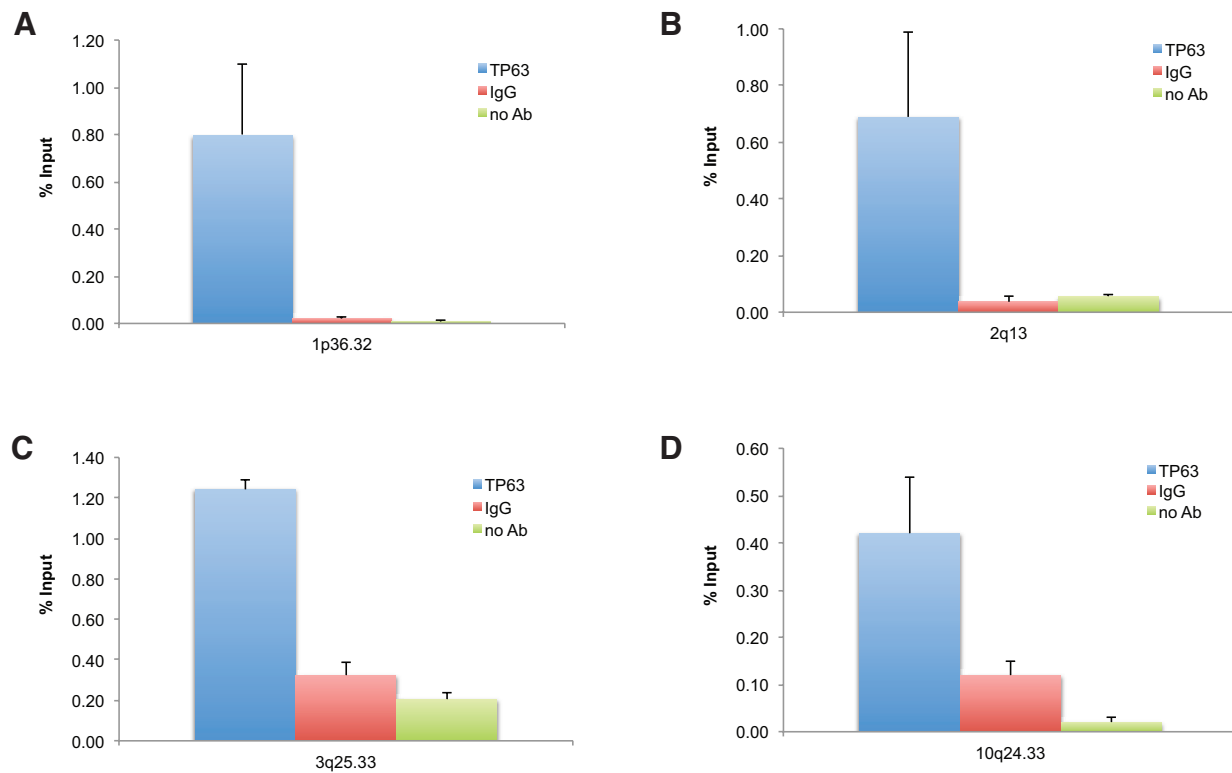 A
% Input
1.20
1.00
0.80
0.60
0.40
0.20
0.00
TP63
IgG
no Ab
1p36.32
B
% Input
1.00
0.80
0.60
0.40
0.20
0.00
TP63
IgG
no Ab
2q13
C
% Input
1.40
1.20
1.00
0.80
0.60
0.40
0.20
0.00
TP63
IgG
no Ab
3q25.33
D
% Input
0.60
0.50
0.40
0.30
0.20
0.10
0.00
TP63
IgG
no Ab
10q24.33